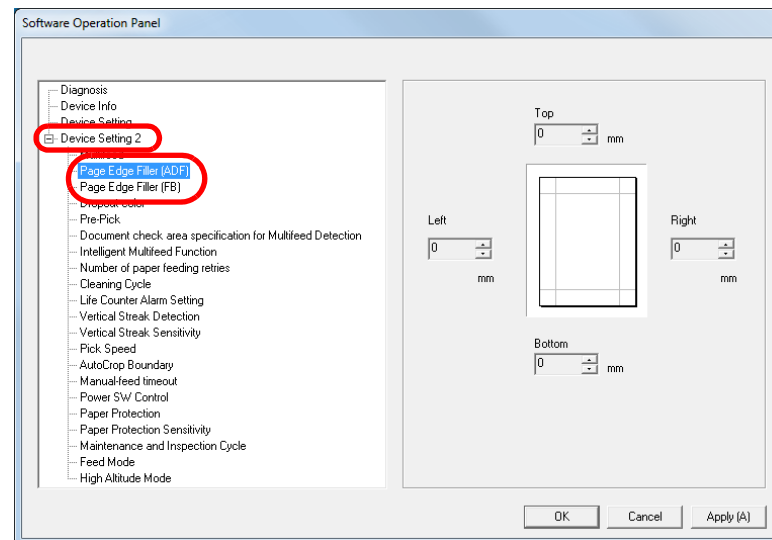 Software Operation Panel
Diagnosis
Device Info
Device Setting
Device Setting 2
Multifeed
Page Edge Filler (ADF)
Page Edge Filler (FB)
Dropout color
Pre-Pick
Document check area specification for Multifeed Detection
Intelligent Multifeed Function
Number of paper feeding retries
Cleaning Cycle
Life Counter Alarm Setting
Vertical Streak Detection
Vertical Streak Sensitivity
Pick Speed
AutoCrop Boundary
Manual-feed timeout
Power SW Control
Paper Protection
Paper Protection Sensitivity
Maintenance and Inspection Cycle
Feed Mode
High Altitude Mode
Top
0 mm
Left
0
mm
Right
0
mm
Bottom
0 mm
OK Cancel Apply (A)